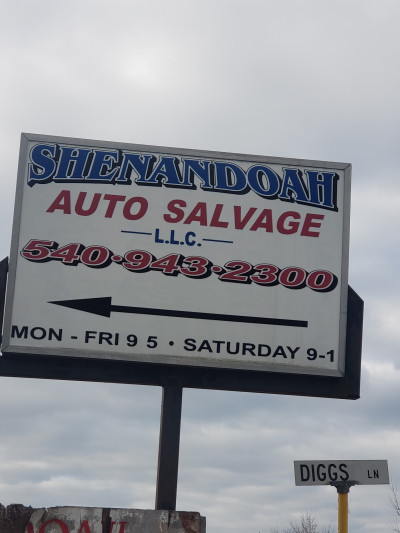 SHENANDOAH
AUTO SALVAGE
L.L.C.
540·943·2300
MON - FRI 9 5 · SATURDAY 9-1
DIGGS LN